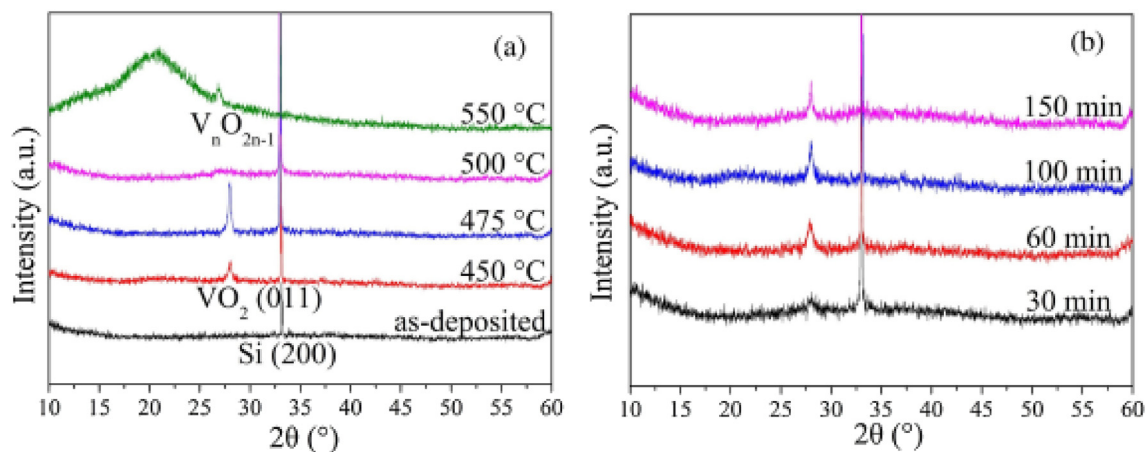 (a)
550 °C
VₙO₂ₙ₋₁
500 °C
475 °C
450 °C
VO₂ (011)
as-deposited
Si (200)
Intensity (a.u.)
10 15 20 25 30 35 40 45 50 55 60
2θ (°)
(b)
150 min
100 min
60 min
30 min
Intensity (a.u.)
10 15 20 25 30 35 40 45 50 55 60
2θ (°)